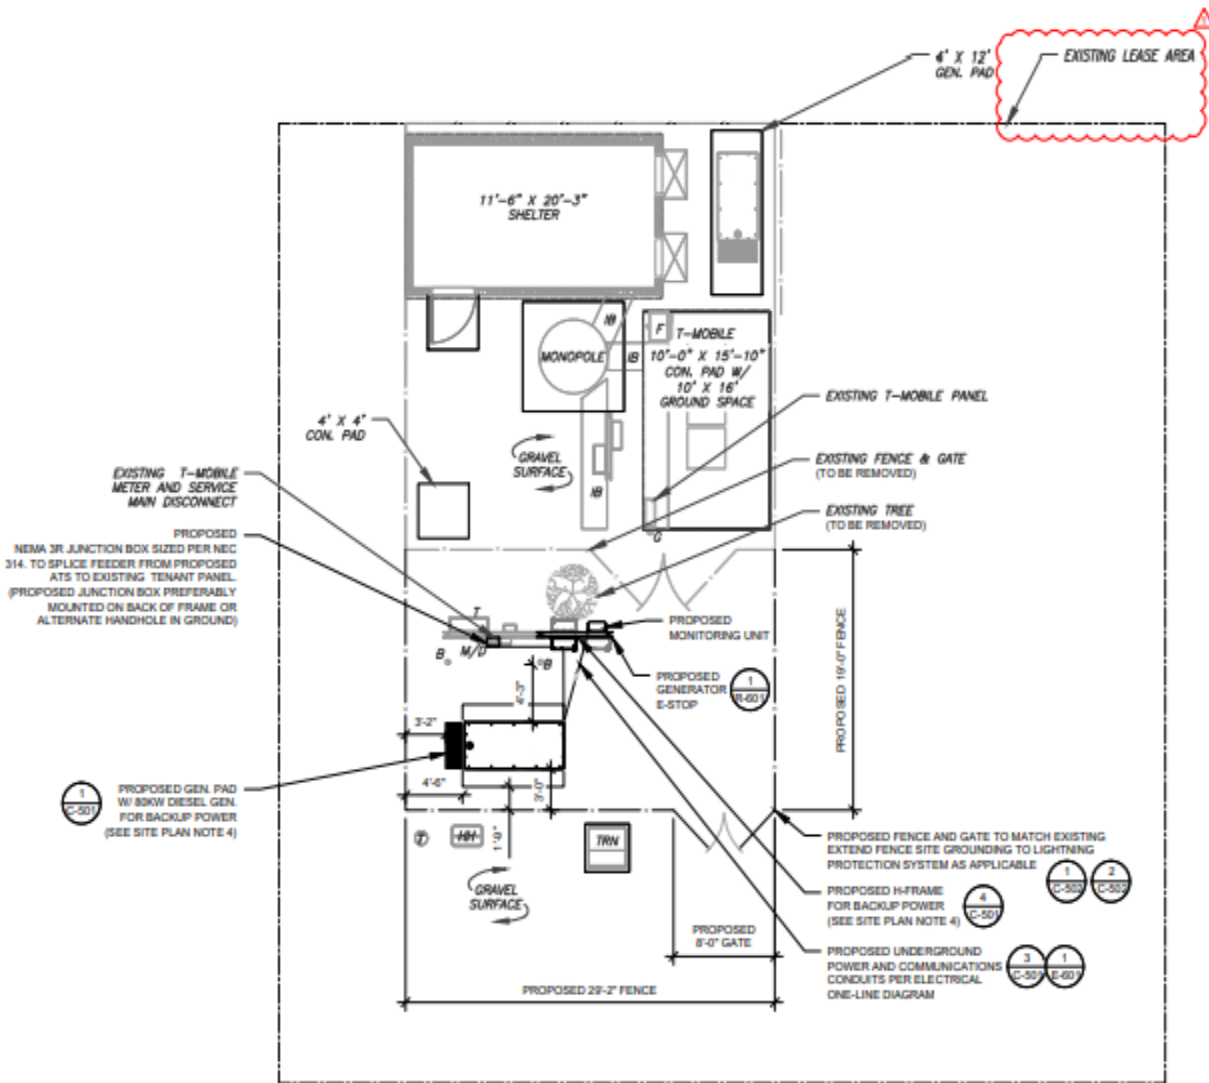 4' X 12'
GEN. PAD
EXISTING LEASE AREA
11'-6" X 20'-3"
SHELTER
IB
F
T-MOBILE
MONOPOLE
IB
10'-0" X 15'-10"
CON. PAD W/
10' X 16'
GROUND SPACE
EXISTING T-MOBILE PANEL
4' X 4'
CON. PAD
GRAVEL
SURFACE
IB
EXISTING FENCE & GATE
(TO BE REMOVED)
EXISTING T-MOBILE
METER AND SERVICE
MAIN DISCONNECT
EXISTING TREE
(TO BE REMOVED)
G
PROPOSED
NEMA 3R JUNCTION BOX SIZED PER NEC
314. TO SPLICE FEEDER FROM PROPOSED
ATS TO EXISTING TENANT PANEL.
(PROPOSED JUNCTION BOX PREFERABLY
MOUNTED ON BACK OF FRAME OR
ALTERNATE HANDHOLE IN GROUND)
T
B
M/D
B
PROPOSED
MONITORING UNIT
PROPOSED
GENERATOR
E-STOP
1
R-601
PROPOSED 19'-0" FENCE
4'-3"
3'-2"
4'-6"
3'-0"
1
C-501
PROPOSED GEN. PAD
W/ 80KW DIESEL GEN.
FOR BACKUP POWER
(SEE SITE PLAN NOTE 4)
T
HH
1'-9"
TRN
GRAVEL
SURFACE
PROPOSED FENCE AND GATE TO MATCH EXISTING
EXTEND FENCE SITE GROUNDING TO LIGHTNING
PROTECTION SYSTEM AS APPLICABLE
1
C-502
2
C-502
PROPOSED H-FRAME
FOR BACKUP POWER
(SEE SITE PLAN NOTE 4)
4
C-501
PROPOSED
8'-0" GATE
PROPOSED UNDERGROUND
POWER AND COMMUNICATIONS
CONDUITS PER ELECTRICAL
ONE-LINE DIAGRAM
3
C-501
1
E-601
PROPOSED 29'-2" FENCE